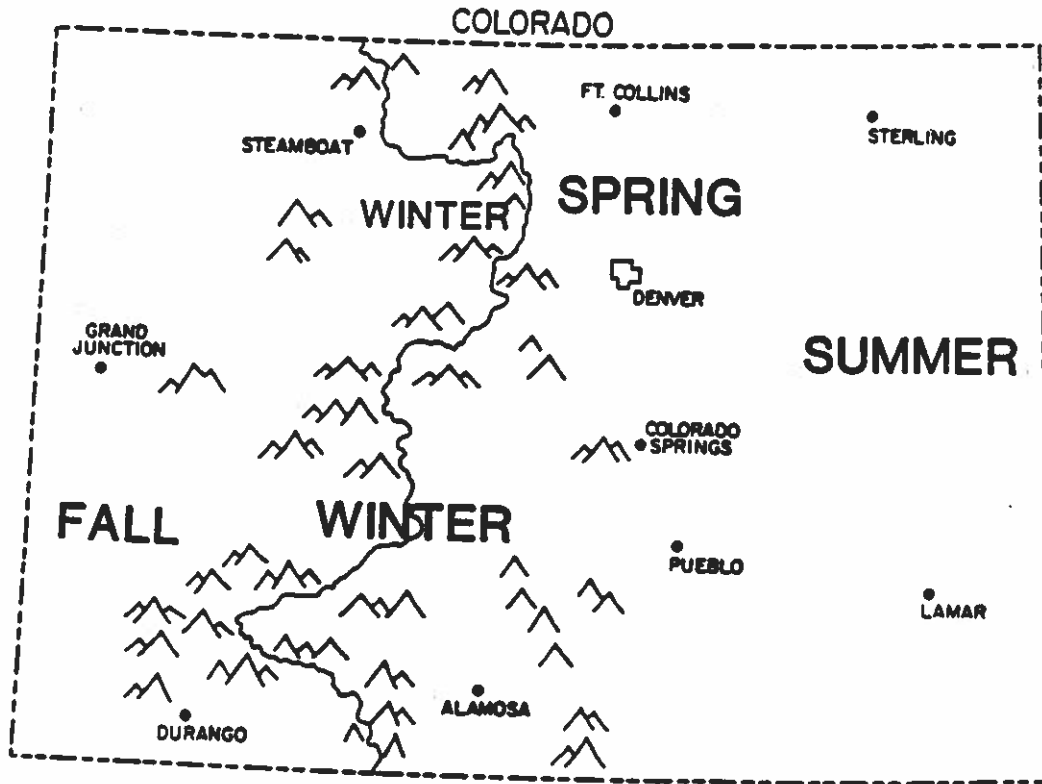 COLORADO
FT. COLLINS
STERLING
STEAMBOAT
SPRING
WINTER
DENVER
GRAND
JUNCTION
SUMMER
COLORADO
SPRINGS
FALL
WINTER
PUEBLO
LAMAR
ALAMOSA
DURANGO